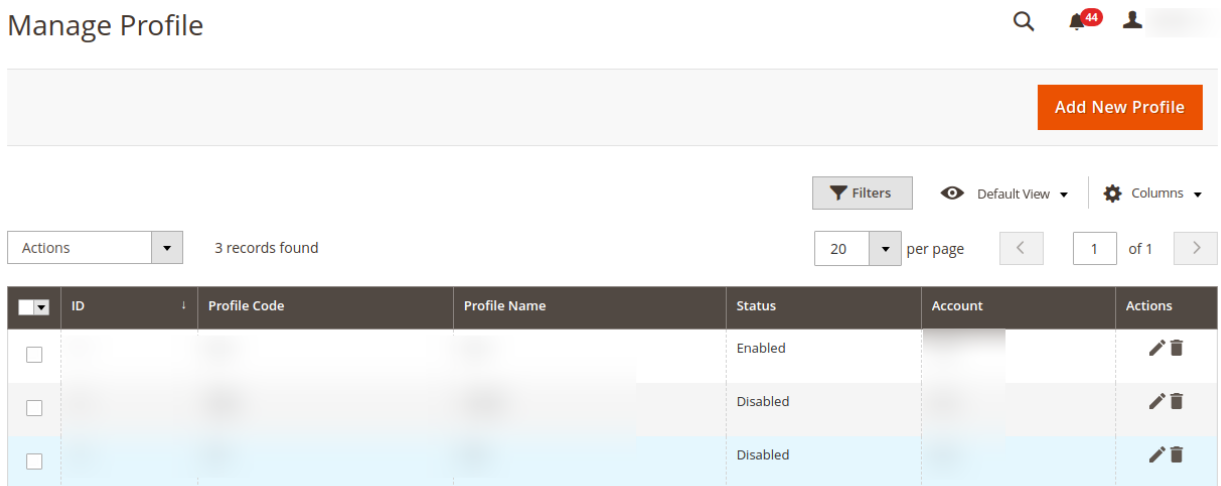 Manage Profile
44
Add New Profile
Filters
Default View
Columns
Actions
3 records found
20
per page
1
of 1
ID ↓ Profile Code Profile Name Status Account Actions
Enabled
Disabled
Disabled